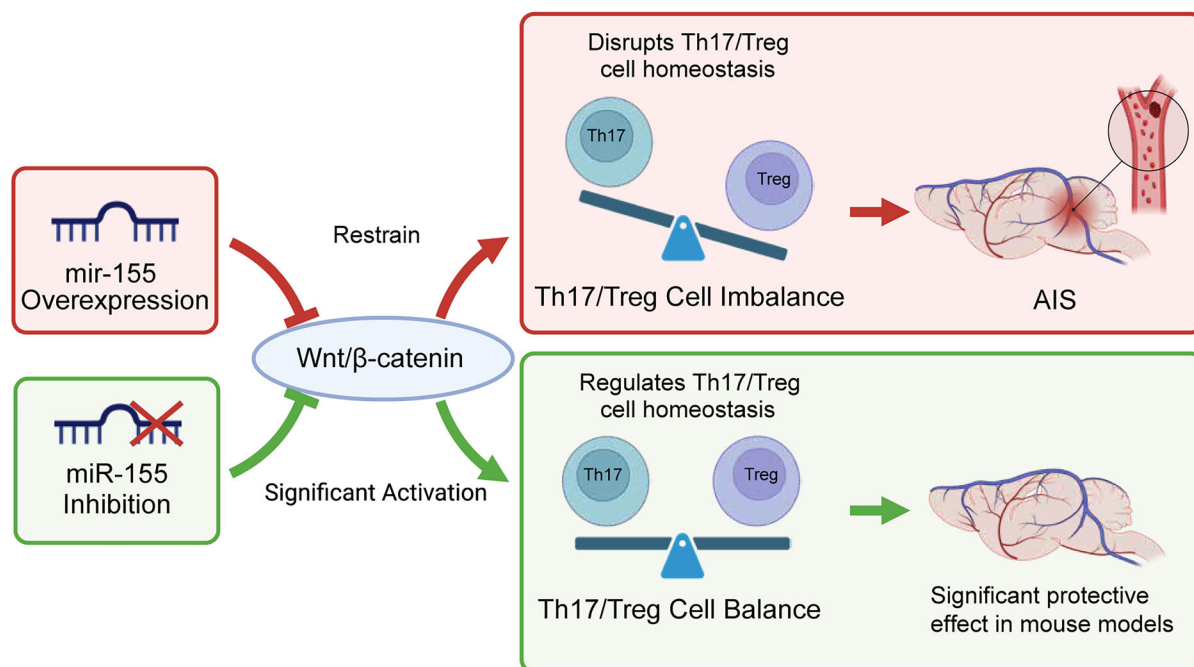 mir-155
Overexpression
miR-155
Inhibition
Restrain
Wnt/β-catenin
Significant Activation
Disrupts Th17/Treg
cell homeostasis
Th17
Treg
Th17/Treg Cell Imbalance
AIS
Regulates Th17/Treg
cell homeostasis
Th17
Treg
Th17/Treg Cell Balance
Significant protective
effect in mouse models